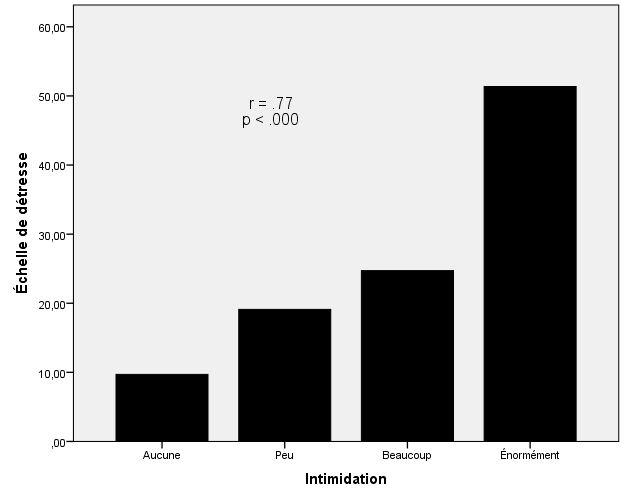 60,00
50,00
40,00
30,00
20,00
10,00
,00
Échelle de détresse
r = .77
p < .000
Aucune
Peu
Beaucoup
Énormément
Intimidation